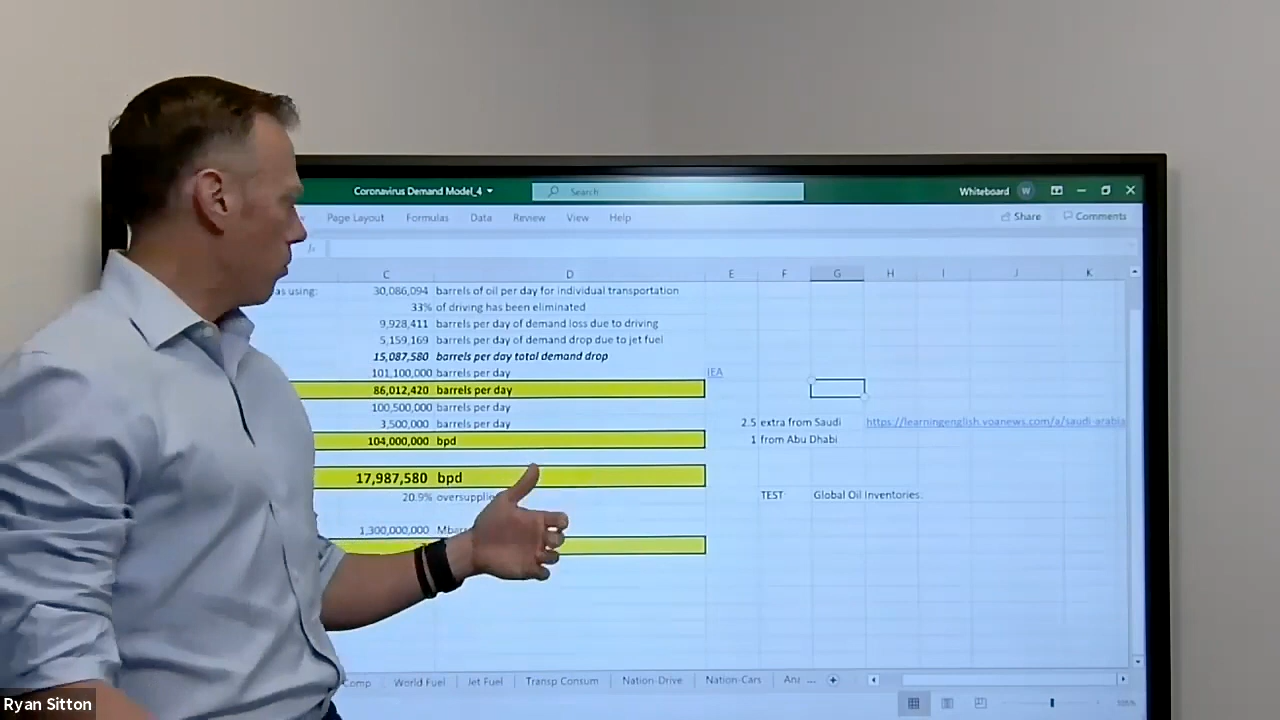 Coronavirus Demand Model_4
Search
Whiteboard W
Page Layout Formulas Data Review View Help
Share Comments
fx
C D E F G H I J K
as using: 30,086,094 barrels of oil per day for individual transportation
33% of driving has been eliminated
9,928,411 barrels per day of demand loss due to driving
5,159,169 barrels per day of demand drop due to jet fuel
15,087,580 barrels per day total demand drop
101,100,000 barrels per day IEA
86,012,420 barrels per day
100,500,000 barrels per day
3,500,000 barrels per day
2.5 extra from Saudi https://learningenglish.voanews.com/a/saudi-arabia
104,000,000 bpd
1 from Abu Dhabi
17,987,580 bpd
20.9% oversupplie
TEST: Global Oil Inventories:
1,300,000,000
Comp World Fuel Jet Fuel Transp Consum Nation-Drive Nation-Cars An ...
Ryan Sitton